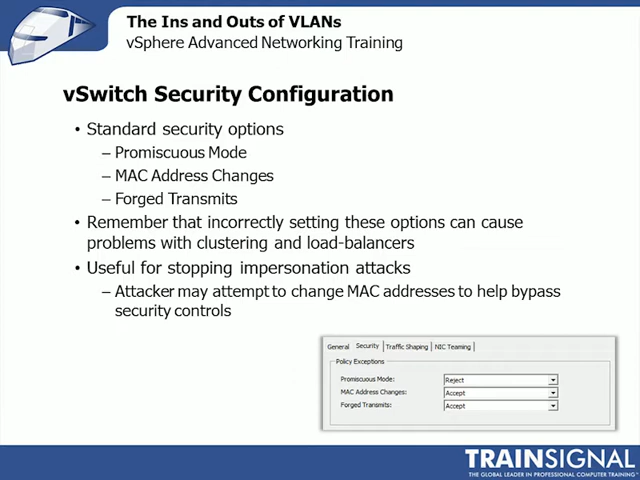 The Ins and Outs of VLANs
vSphere Advanced Networking Training
vSwitch Security Configuration
• Standard security options
– Promiscuous Mode
– MAC Address Changes
– Forged Transmits
• Remember that incorrectly setting these options can cause
problems with clustering and load-balancers
• Useful for stopping impersonation attacks
– Attacker may attempt to change MAC addresses to help bypass
security controls
General Security Traffic Shaping NIC Teaming
Policy Exceptions
Promiscuous Mode: Reject
MAC Address Changes: Accept
Forged Transmits: Accept
TRAINSIGNAL™
THE GLOBAL LEADER IN PROFESSIONAL COMPUTER TRAINING